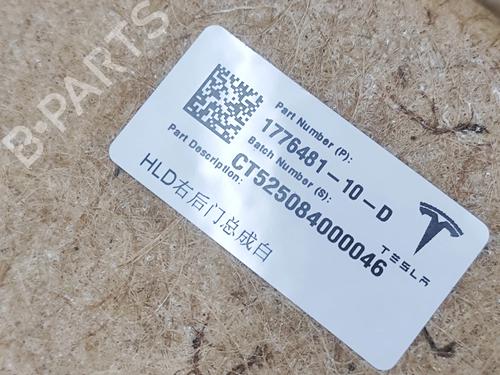 B-PARTS
Part Number (P):
1776481-10-D
Batch Number (S):
CT525084000046
Part Description:
HLD右后门总成白
TESLA